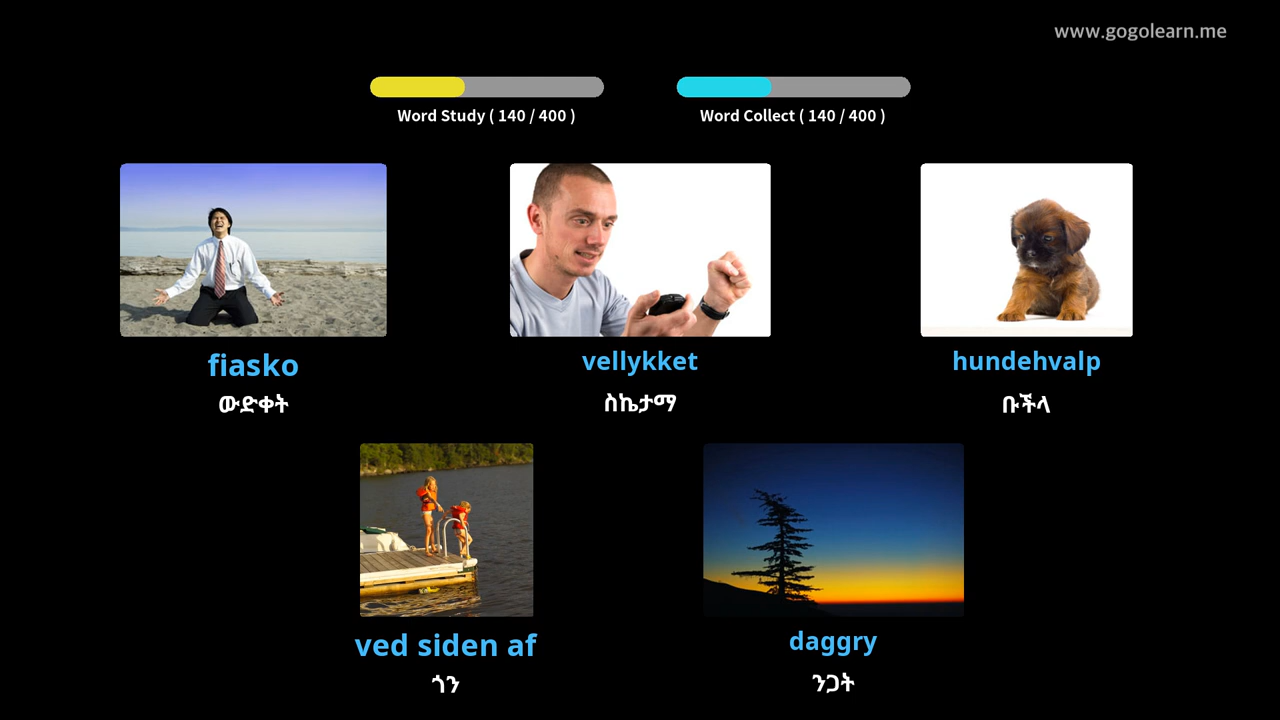 www.gogolearn.me
Word Study ( 140 / 400 )
Word Collect ( 140 / 400 )
fiasko
ውድቀት
vellykket
ስኬታማ
hundehvalp
ቡችላ
ved siden af
ጎን
daggry
ንጋት